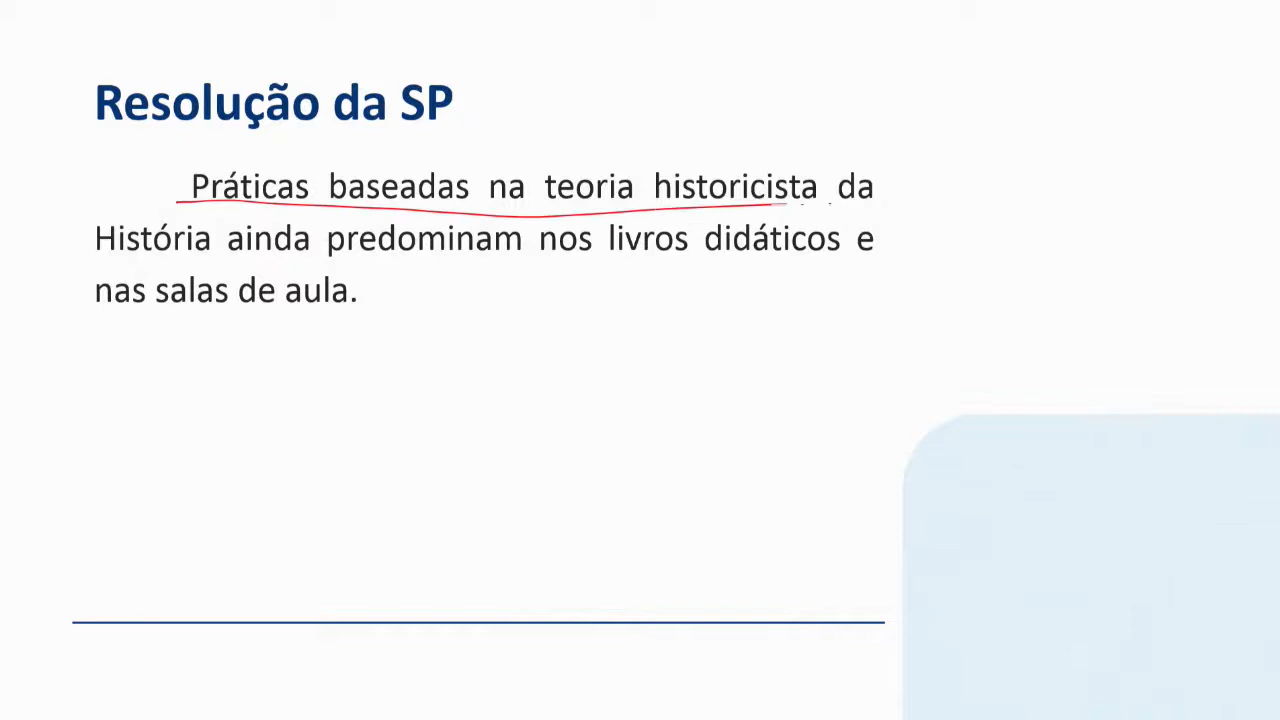 Resolução da SP
Práticas baseadas na teoria historicista da
História ainda predominam nos livros didáticos e
nas salas de aula.